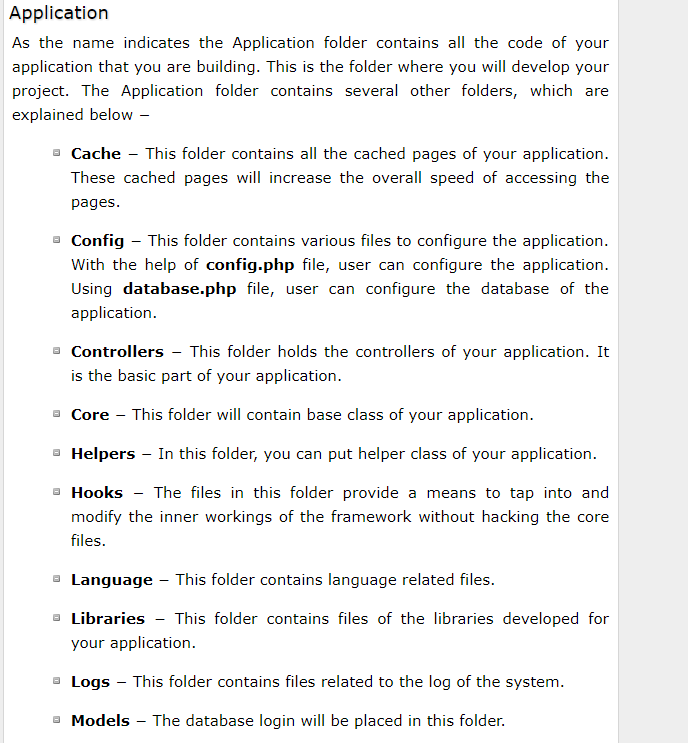 Application
As the name indicates the Application folder contains all the code of your
application that you are building. This is the folder where you will develop your
project. The Application folder contains several other folders, which are
explained below −
Cache − This folder contains all the cached pages of your application.
These cached pages will increase the overall speed of accessing the
pages.
Config − This folder contains various files to configure the application.
With the help of config.php file, user can configure the application.
Using database.php file, user can configure the database of the
application.
Controllers − This folder holds the controllers of your application. It
is the basic part of your application.
Core − This folder will contain base class of your application.
Helpers − In this folder, you can put helper class of your application.
Hooks − The files in this folder provide a means to tap into and
modify the inner workings of the framework without hacking the core
files.
Language − This folder contains language related files.
Libraries − This folder contains files of the libraries developed for
your application.
Logs − This folder contains files related to the log of the system.
Models − The database login will be placed in this folder.